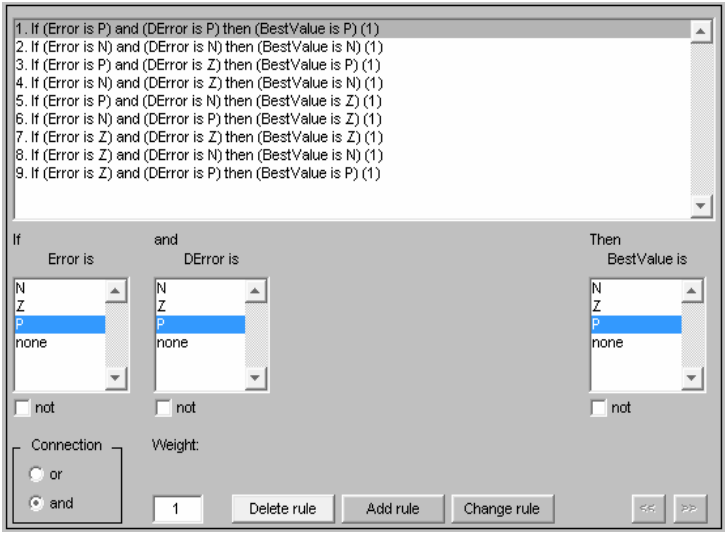 1. If (Error is P) and (DError is P) then (BestValue is P) (1)
2. If (Error is N) and (DError is N) then (BestValue is N) (1)
3. If (Error is P) and (DError is Z) then (BestValue is P) (1)
4. If (Error is N) and (DError is Z) then (BestValue is N) (1)
5. If (Error is P) and (DError is N) then (BestValue is Z) (1)
6. If (Error is N) and (DError is P) then (BestValue is Z) (1)
7. If (Error is Z) and (DError is Z) then (BestValue is Z) (1)
8. If (Error is Z) and (DError is N) then (BestValue is N) (1)
9. If (Error is Z) and (DError is P) then (BestValue is P) (1)
If and Then
Error is DError is BestValue is
N N N
Z Z Z
P P P
none none none
not not not
Connection Weight:
or
and 1 Delete rule Add rule Change rule << >>